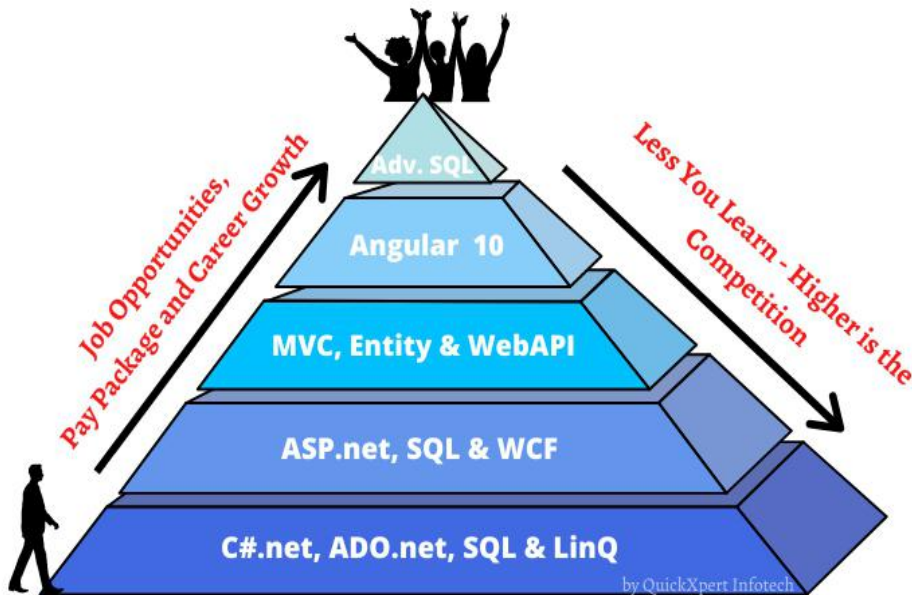 Adv. SQL
Job Opportunities,
Pay Package and Career Growth
Less You Learn - Higher is the
Competition
Angular 10
MVC, Entity & WebAPI
ASP.net, SQL & WCF
C#.net, ADO.net, SQL & LinQ
by QuickXpert Infotech